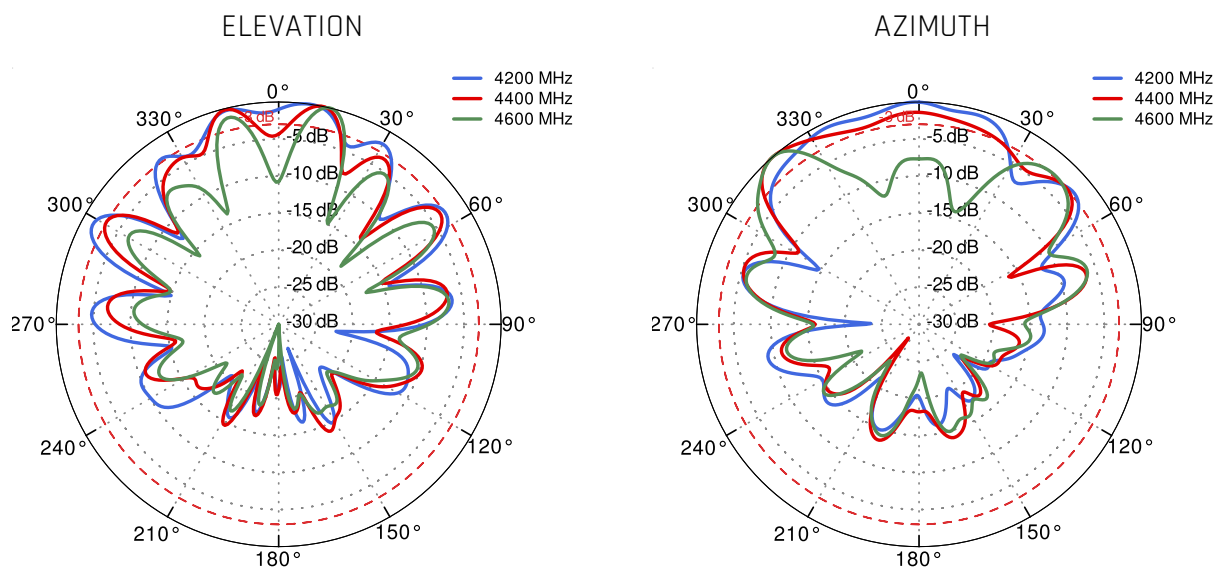 ELEVATION
4200 MHz
4400 MHz
4600 MHz
0°
30°
60°
90°
120°
150°
180°
210°
240°
270°
300°
330°
-3 dB
-5 dB
-10 dB
-15 dB
-20 dB
-25 dB
-30 dB
AZIMUTH
4200 MHz
4400 MHz
4600 MHz
0°
30°
60°
90°
120°
150°
180°
210°
240°
270°
300°
330°
-3 dB
-5 dB
-10 dB
-15 dB
-20 dB
-25 dB
-30 dB